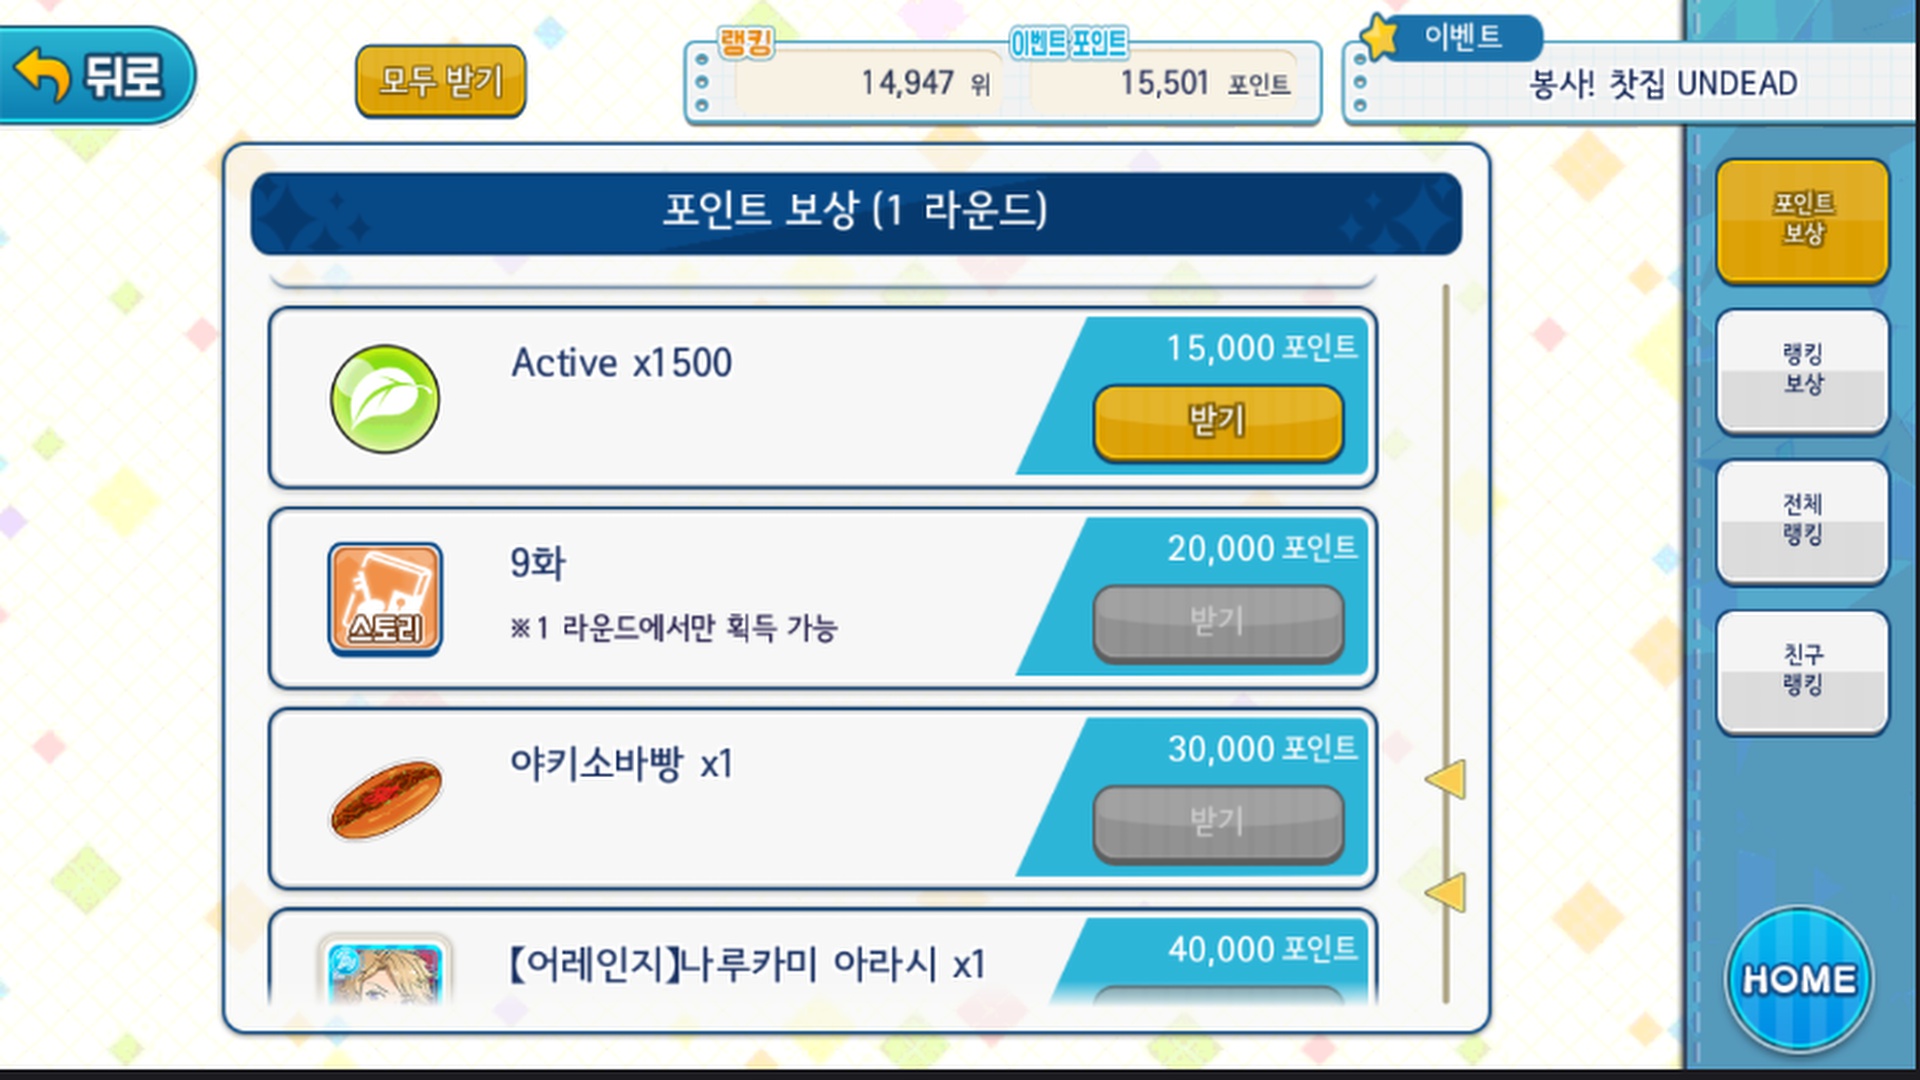 뒤로
모두 받기
랭킹
14,947 위
이벤트 포인트
15,501 포인트
이벤트
봉사! 찻집 UNDEAD
포인트 보상 (1 라운드)
Active x1500
15,000 포인트
받기
9화
※1 라운드에서만 획득 가능
스토리
20,000 포인트
받기
야키소바빵 x1
30,000 포인트
받기
【어레인지】나루카미 아라시 x1
40,000 포인트
포인트
보상
랭킹
보상
전체
랭킹
친구
랭킹
HOME